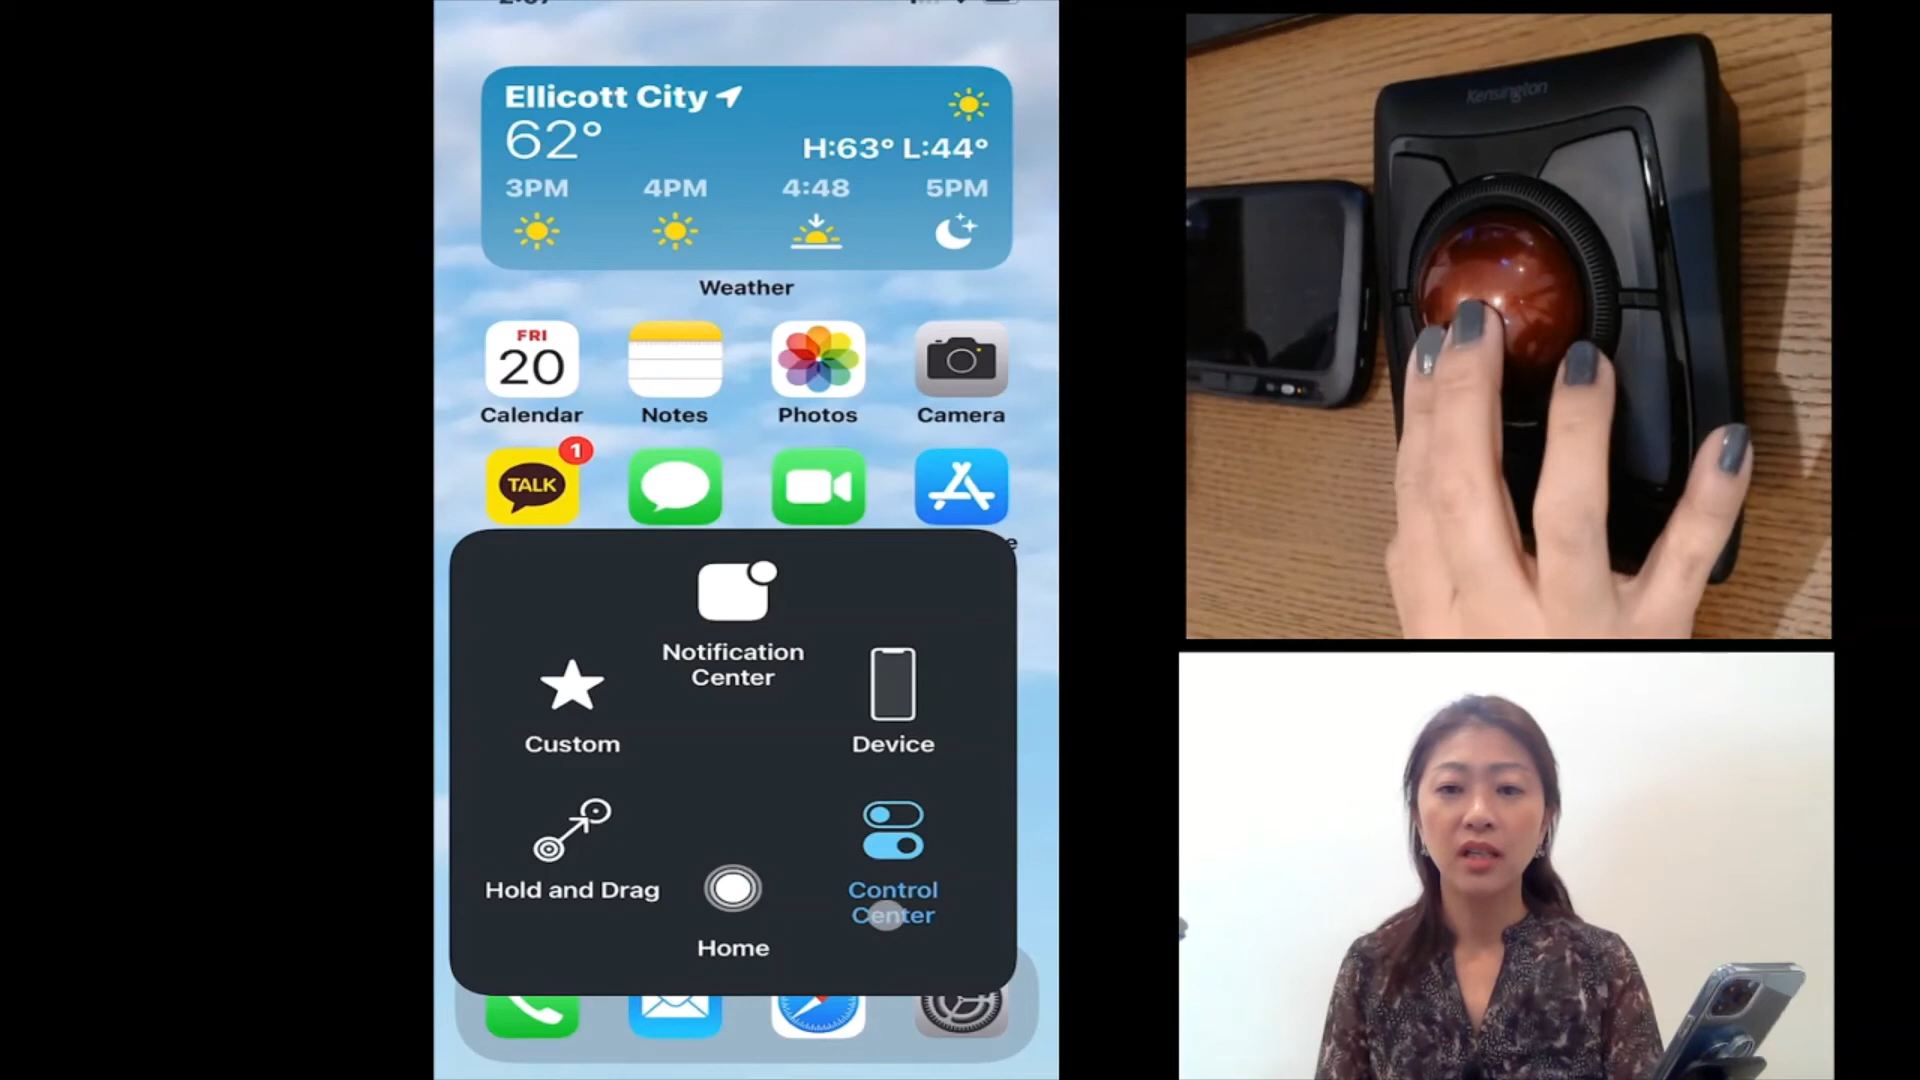 Ellicott City
62°
H:63° L:44°
3PM 4PM 4:48 5PM
Weather
FRI
20
Calendar Notes Photos Camera
1
TALK
e
Notification
Center
Custom
Device
Hold and Drag
Control
Center
Home
Kensington